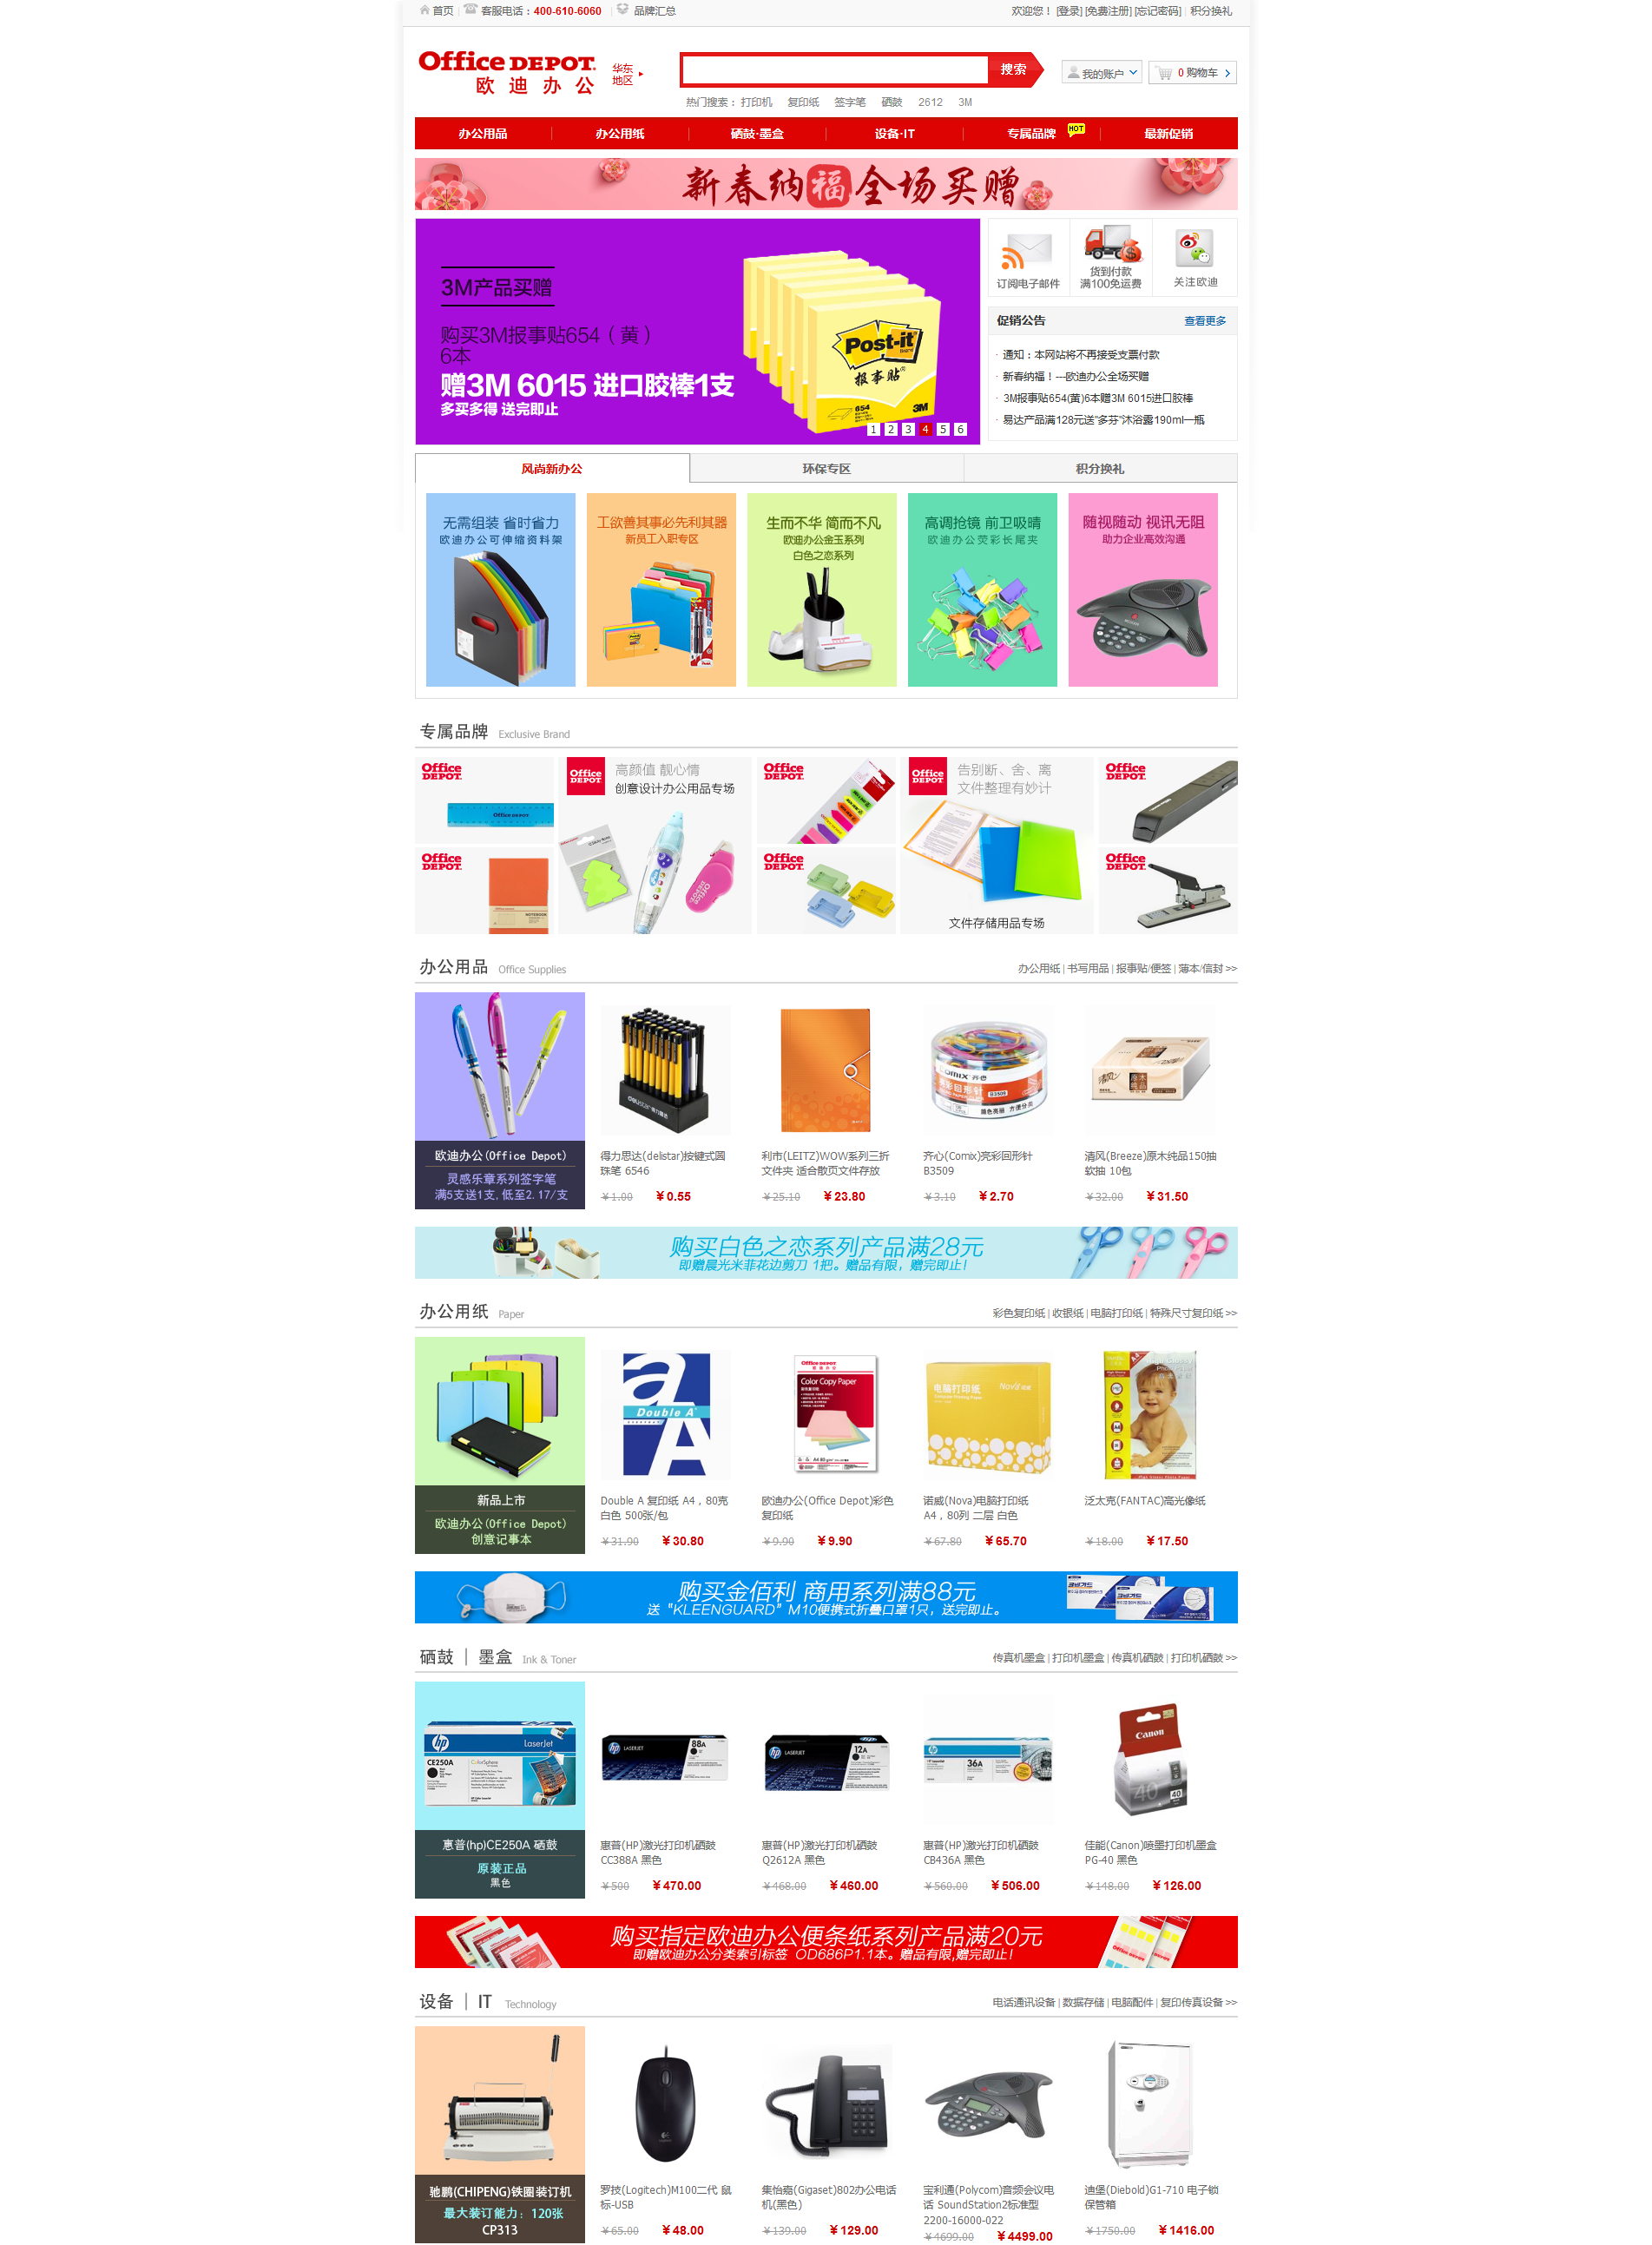 首页
客服电话：400-610-6060
品牌汇总
欢迎您！ [登录] [免费注册] [忘记密码] 积分换礼
Office DEPOT.
欧迪办公
华东
地区
搜索
我的账户
0 购物车
热门搜索： 打印机 复印纸 签字笔 硒鼓 2612 3M
办公用品
办公用纸
硒鼓·墨盒
设备·IT
专属品牌
HOT
最新促销
新春纳福全场买赠
3M产品买赠
购买3M报事贴654（黄）
6本
赠3M 6015 进口胶棒1支
多买多得 送完即止
Post-it
报事贴
654
3M
1 2 3 4 5 6
订阅电子邮件
货到付款
满100免运费
关注欧迪
促销公告
查看更多
· 通知：本网站将不再接受支票付款
· 新春纳福！---欧迪办公全场买赠
· 3M报事贴654(黄)6本赠3M 6015进口胶棒
· 易达产品满128元送"多芬"沐浴露190ml一瓶
风尚新办公
环保专区
积分换礼
无需组装 省时省力
欧迪办公可伸缩资料架
工欲善其事必先利其器
新员工入职专区
生而不华 简而不凡
欧迪办公金玉系列
白色之恋系列
高调抢镜 前卫吸睛
欧迪办公荧彩长尾夹
随视随动 视讯无阻
助力企业高效沟通
专属品牌 Exclusive Brand
Office DEPOT.
Office DEPOT
高颜值 靓心情
创意设计办公用品专场
Office DEPOT.
Office DEPOT
告别断、舍、离
文件整理有妙计
Office DEPOT.
Office DEPOT.
Office DEPOT.
Office DEPOT.
文件存储用品专场
办公用品 Office Supplies
办公用纸 | 书写用品 | 报事贴/便签 | 薄本/信封 >>
欧迪办公(Office Depot)
灵感乐章系列签字笔
满5支送1支,低至2.17/支
得力思达(delistar)按键式圆
珠笔 6546
￥1.00 ￥0.55
利市(LEITZ)WOW系列三折
文件夹 适合散页文件存放
￥25.10 ￥23.80
齐心(Comix)亮彩回形针
B3509
￥3.10 ￥2.70
清风(Breeze)原木纯品150抽
软抽 10包
￥32.00 ￥31.50
购买白色之恋系列产品满28元
即赠晨光米菲花边剪刀 1把。赠品有限，赠完即止！
办公用纸 Paper
彩色复印纸 | 收银纸 | 电脑打印纸 | 特殊尺寸复印纸 >>
新品上市
欧迪办公(Office Depot)
创意记事本
Double A
Double A 复印纸 A4，80克
白色 500张/包
￥31.90 ￥30.80
Office DEPOT
Color Copy Paper
欧迪办公(Office Depot)彩色
复印纸
￥9.90 ￥9.90
电脑打印纸
诺威(Nova)电脑打印纸
A4，80列 二层 白色
￥67.80 ￥65.70
泛太克(FANTAC)高光像纸
￥18.00 ￥17.50
购买金佰利 商用系列满88元
送 "KLEENGUARD" M10便携式折叠口罩1只，送完即止。
硒鼓 | 墨盒 Ink & Toner
传真机墨盒 | 打印机墨盒 | 传真机硒鼓 | 打印机硒鼓 >>
hp
LaserJet
CE250A
惠普(hp)CE250A 硒鼓
原装正品
黑色
LASERJET
88A
惠普(HP)激光打印机硒鼓
CC388A 黑色
￥500 ￥470.00
LASERJET
12A
惠普(HP)激光打印机硒鼓
Q2612A 黑色
￥468.00 ￥460.00
36A
惠普(HP)激光打印机硒鼓
CB436A 黑色
￥560.00 ￥506.00
Canon
40
佳能(Canon)喷墨打印机墨盒
PG-40 黑色
￥148.00 ￥126.00
购买指定欧迪办公便条纸系列产品满20元
即赠欧迪办公分类索引标签 OD686P1.1本。赠品有限,赠完即止！
设备 | IT Technology
电话通讯设备 | 数据存储 | 电脑配件 | 复印传真设备 >>
驰鹏(CHIPENG)铁圈装订机
最大装订能力：120张
CP313
罗技(Logitech)M100二代 鼠
标-USB
￥65.00 ￥48.00
集怡嘉(Gigaset)802办公电话
机(黑色)
￥139.00 ￥129.00
宝利通(Polycom)音频会议电
话 SoundStation2标准型
2200-16000-022
￥4699.00 ￥4499.00
迪堡(Diebold)G1-710 电子锁
保管箱
￥1750.00 ￥1416.00